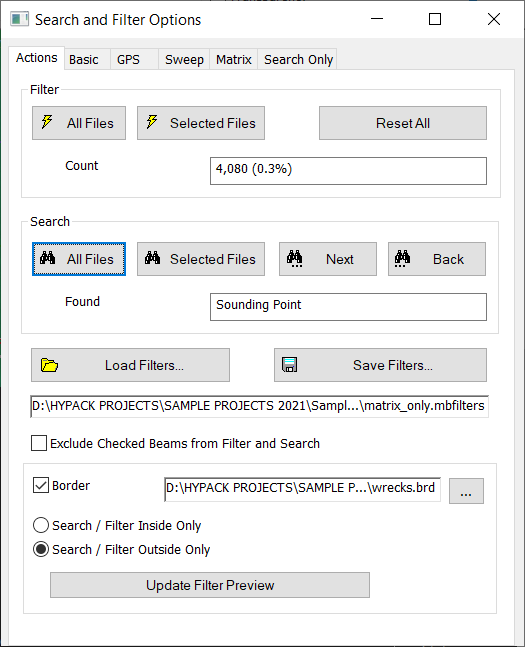 Search and Filter Options
Actions Basic GPS Sweep Matrix Search Only
Filter
All Files Selected Files Reset All
Count 4,080 (0.3%)
Search
All Files Selected Files Next Back
Found Sounding Point
Load Filters... Save Filters...
D:\HYPACK PROJECTS\SAMPLE PROJECTS 2021\Sampl...\matrix_only.mbfilters
Exclude Checked Beams from Filter and Search
Border D:\HYPACK PROJECTS\SAMPLE P...\wrecks.brd ...
Search / Filter Inside Only
Search / Filter Outside Only
Update Filter Preview